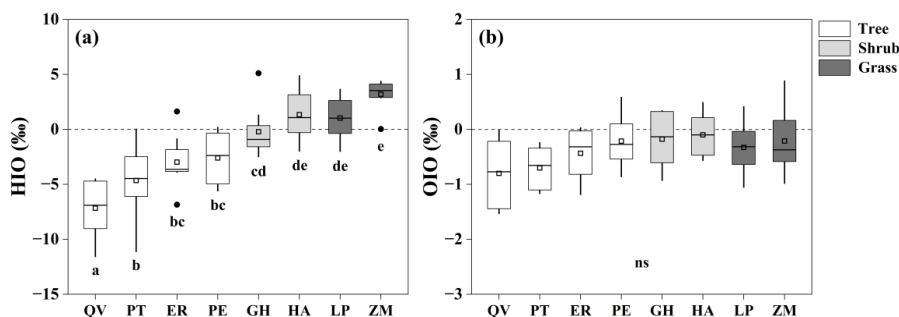 (a)
HIO (‰)
10
5
0
−5
−10
−15
a
b
bc
bc
cd
de
de
e
QV PT ER PE GH HA LP ZM
(b)
OIO (‰)
2
1
0
−1
−2
−3
ns
QV PT ER PE GH HA LP ZM
Tree
Shrub
Grass